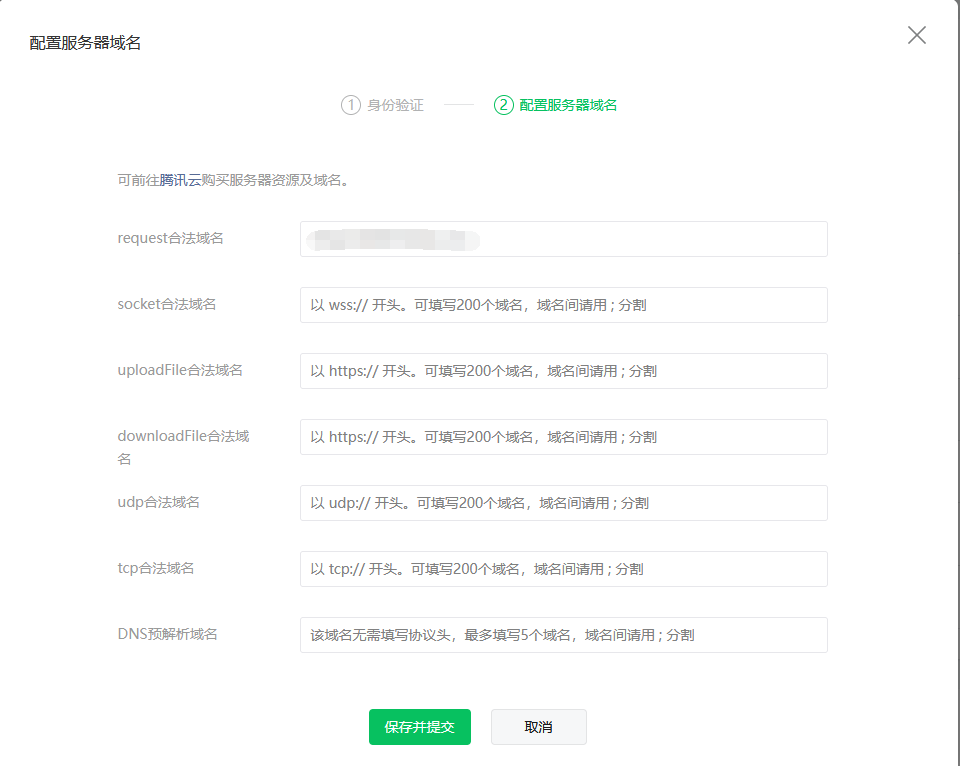 配置服务器域名
1 身份验证 2 配置服务器域名
可前往腾讯云购买服务器资源及域名。
request合法域名
socket合法域名 以 wss:// 开头。可填写200个域名，域名间请用 ; 分割
uploadFile合法域名 以 https:// 开头。可填写200个域名，域名间请用 ; 分割
downloadFile合法域 以 https:// 开头。可填写200个域名，域名间请用 ; 分割
名
udp合法域名 以 udp:// 开头。可填写200个域名，域名间请用 ; 分割
tcp合法域名 以 tcp:// 开头。可填写200个域名，域名间请用 ; 分割
DNS预解析域名 该域名无需填写协议头，最多填写5个域名，域名间请用 ; 分割
保存并提交 取消